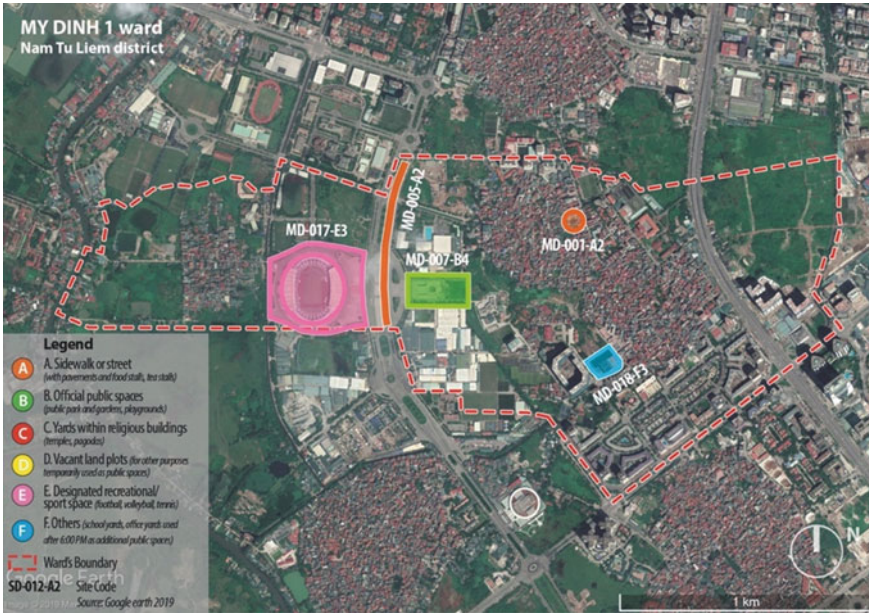 MY DINH 1 ward
Nam Tu Liem district
MD-005-A2
MD-017-E3
MD-001-A2
MD-007-B4
MD-018-F3
Legend
A A. Sidewalk or street
(with pavements and food stalls, tea stalls)
B B. Official public spaces
(public park and gardens, playgrounds)
C C. Yards within religious buildings
(temples, pagodas)
D D. Vacant land plots (for other purposes
temporarily used as public spaces)
E E. Designated recreational/
sport space (football, volleyball, tennis)
F F. Others (school yards, office yards used
after 6:00 PM as additional public spaces)
Ward's Boundary
Google Earth
SD-012-A2 Site Code
Source: Google earth 2019
N
1 km